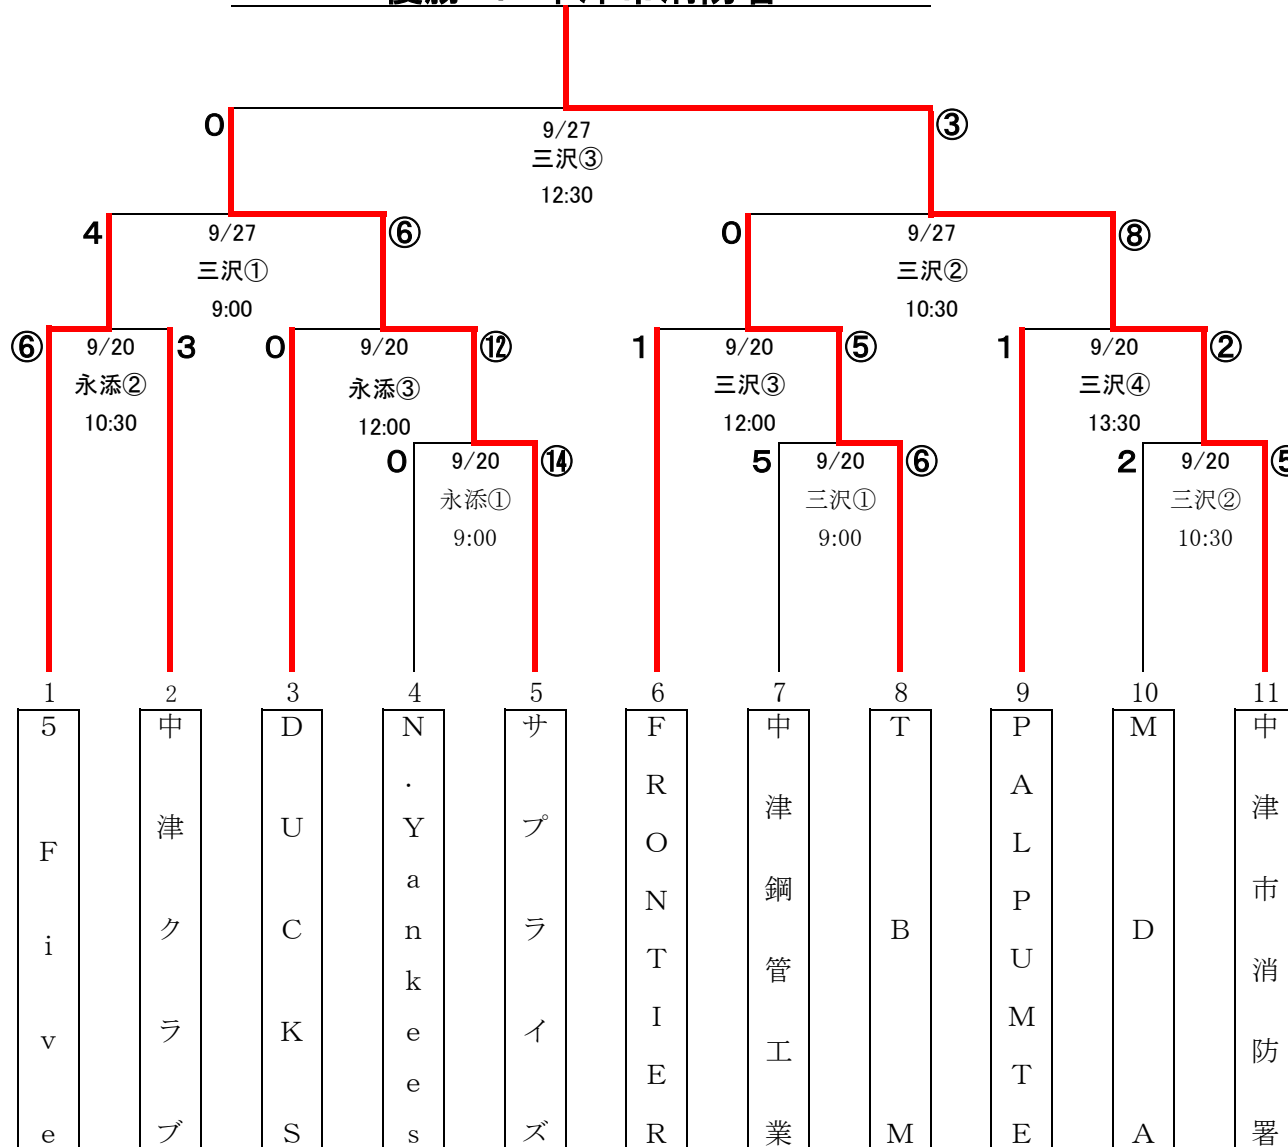 0 ③
9/27
三沢③
12:30
4 ⑥ 0 ⑧
9/27 9/27
三沢① 三沢②
9:00 10:30
⑥ 3 0 ⑫ 1 ⑤ 1 ②
9/20 9/20 9/20 9/20
永添② 永添③ 三沢③ 三沢④
10:30 12:00 12:00 13:30
0 ⑭ 5 ⑥ 2 ⑤
9/20 9/20 9/20
永添① 三沢① 三沢②
9:00 9:00 10:30
1 2 3 4 5 6 7 8 9 10 11
5Five
中津クラブ
DUCKS
N.Yankees
サプライズ
FRONTIER
中津鋼管工業
TBM
PALPUMTE
MDA
中津市消防署